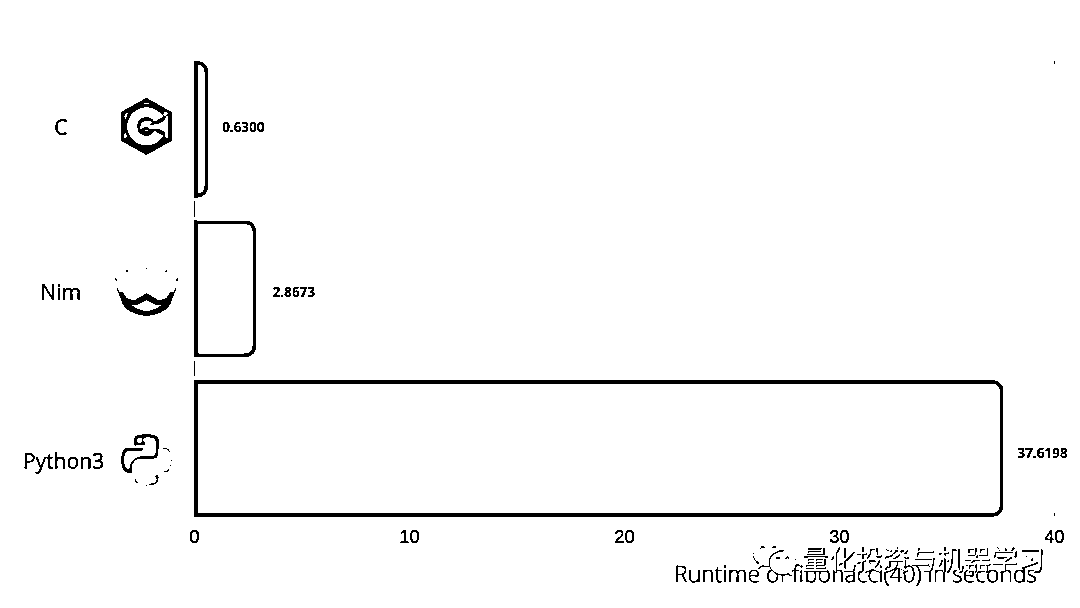 C
0.6300
Nim
2.8673
Python3
37.6198
0 10 20 30 40
量化投资与机器学习
Runtime of fibonacci(40) in seconds